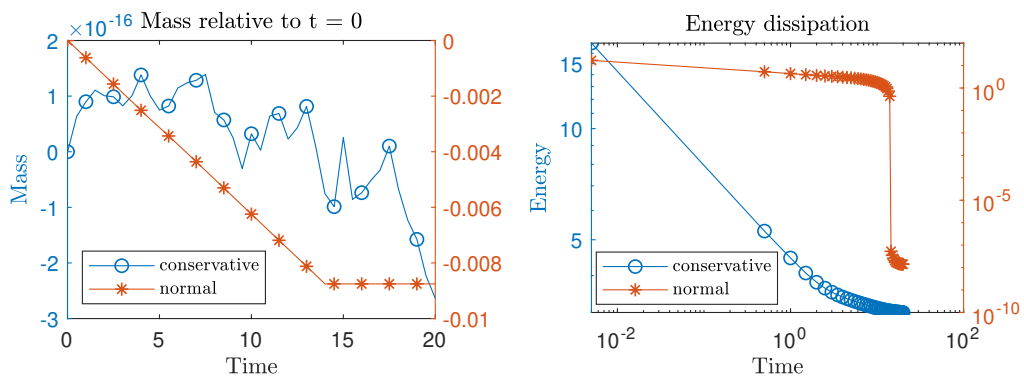 ×10⁻¹⁶ Mass relative to t = 0
2
1
0
-1
-2
-3
Mass
0
-0.002
-0.004
-0.006
-0.008
-0.01
conservative
normal
0 5 10 15 20
Time
Energy dissipation
15
10
5
Energy
10⁰
10⁻⁵
10⁻¹⁰
conservative
normal
10⁻² 10⁰ 10²
Time